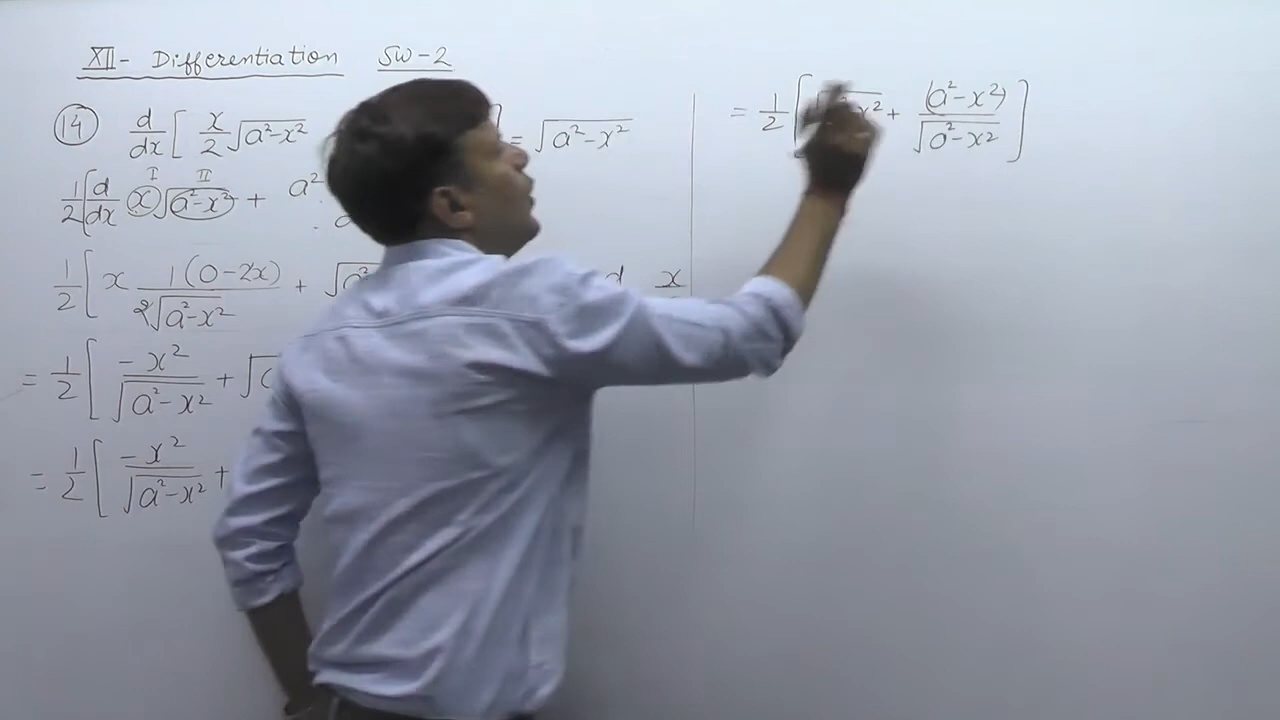 XII- Differentiation SW-2
(14) d/dx [ x/2 √a²-x² ] = √a²-x²
I II
1/2 [ d/dx x √a²-x² + a²
1/2 [ x 1(0-2x)/2√a²-x² + √a² d x
= 1/2 [ -x²/√a²-x² + √
= 1/2 [ -x²/√a²-x² +
= 1/2 [ x² + (a²-x²)/√a²-x² ]